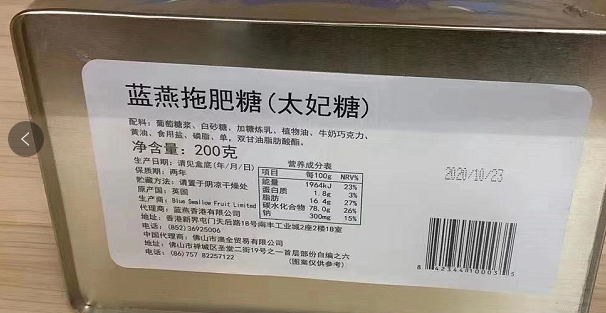 蓝燕拖肥糖(太妃糖)
配料: 葡萄糖浆、白砂糖、加糖炼乳、植物油、牛奶巧克力、
黄油、食用盐、磷脂、单,双甘油脂肪酸酯。
净含量: 200克
生产日期: 请见盒底(年/月/日)
保质期: 两年
贮藏方法: 请置于阴凉干燥处
原产国: 英国
生产商: Blue Swallow Fruit Limited
代理商: 蓝燕香港有限公司
地址: 香港新界屯门天后路18号南丰工业城2座2楼1B室
电话: (852)36925006
中国代理商: 佛山市澳全贸易有限公司
地址: 佛山市禅城区圣堂二街19号之一首层部份自编之六
电话: (86)757 82257122
(图案仅供参考)
营养成分表
项目 每100g NRV%
能量 1964kJ 23%
蛋白质 1.8g 3%
脂肪 16.4g 27%
碳水化合物 78.0g 26%
钠 300mg 15%
2020/10/23